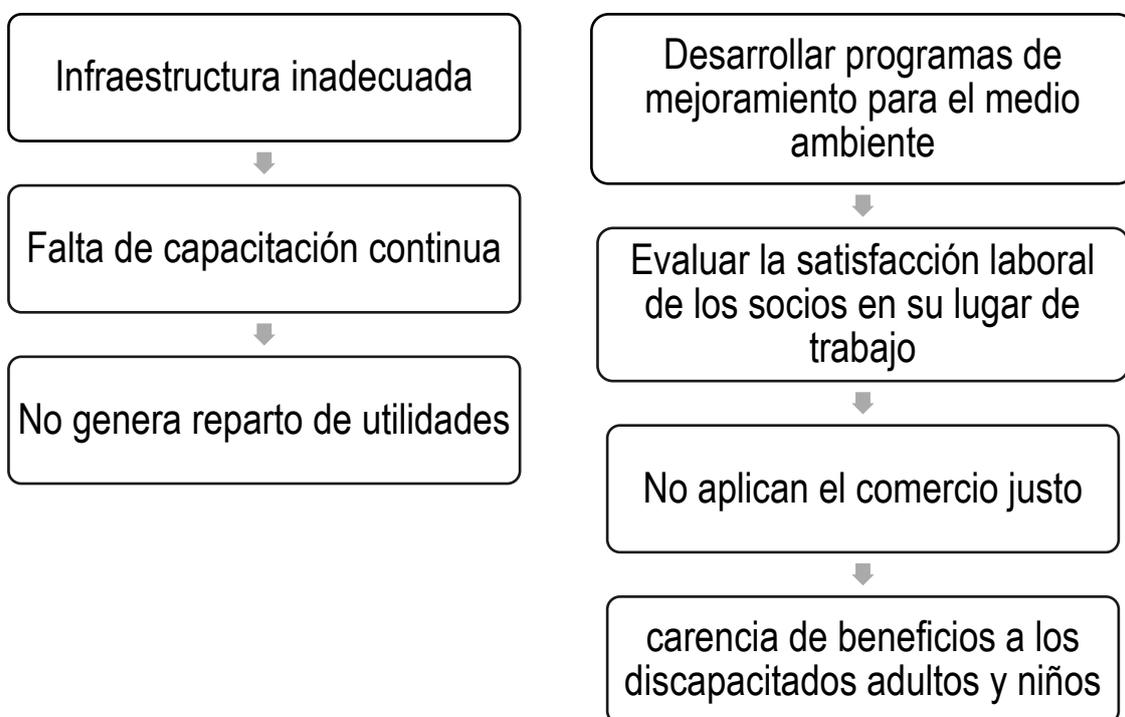 Infraestructura inadecuada
Falta de capacitación continua
No genera reparto de utilidades
Desarrollar programas de
mejoramiento para el medio
ambiente
Evaluar la satisfacción laboral
de los socios en su lugar de
trabajo
No aplican el comercio justo
carencia de beneficios a los
discapacitados adultos y niños